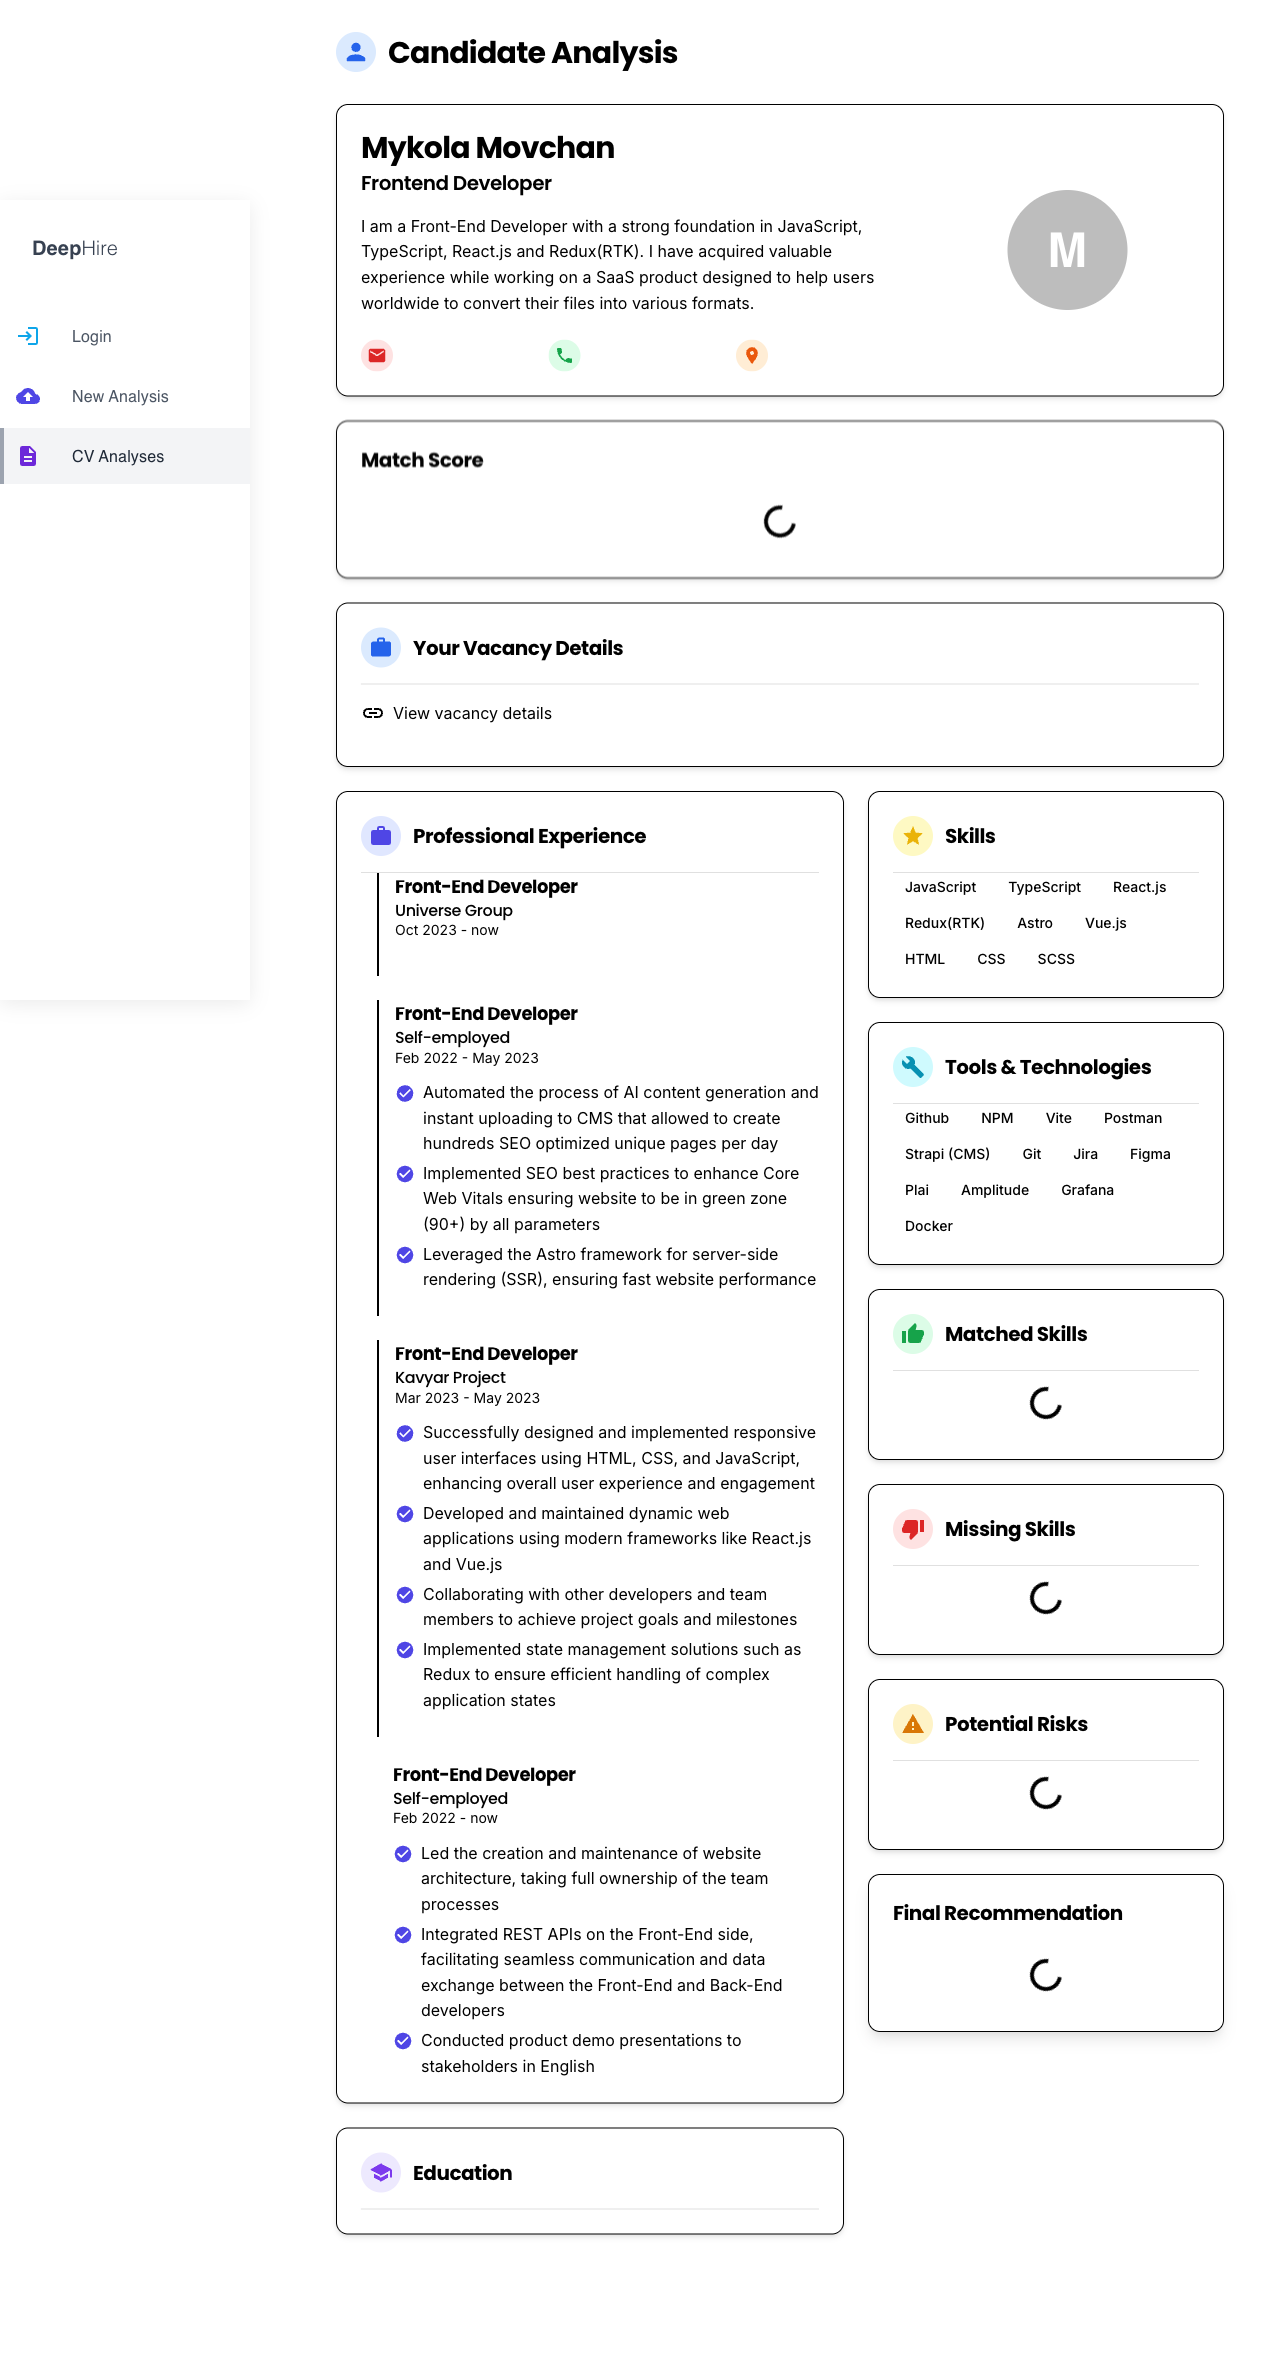 Candidate Analysis
Mykola Movchan
Frontend Developer
I am a Front-End Developer with a strong foundation in JavaScript,
TypeScript, React.js and Redux(RTK). I have acquired valuable
experience while working on a SaaS product designed to help users
worldwide to convert their files into various formats.
M
DeepHire
Login
New Analysis
CV Analyses
Match Score
Your Vacancy Details
View vacancy details
Professional Experience
Front-End Developer
Universe Group
Oct 2023 - now
Front-End Developer
Self-employed
Feb 2022 - May 2023
Automated the process of AI content generation and
instant uploading to CMS that allowed to create
hundreds SEO optimized unique pages per day
Implemented SEO best practices to enhance Core
Web Vitals ensuring website to be in green zone
(90+) by all parameters
Leveraged the Astro framework for server-side
rendering (SSR), ensuring fast website performance
Front-End Developer
Kavyar Project
Mar 2023 - May 2023
Successfully designed and implemented responsive
user interfaces using HTML, CSS, and JavaScript,
enhancing overall user experience and engagement
Developed and maintained dynamic web
applications using modern frameworks like React.js
and Vue.js
Collaborating with other developers and team
members to achieve project goals and milestones
Implemented state management solutions such as
Redux to ensure efficient handling of complex
application states
Front-End Developer
Self-employed
Feb 2022 - now
Led the creation and maintenance of website
architecture, taking full ownership of the team
processes
Integrated REST APIs on the Front-End side,
facilitating seamless communication and data
exchange between the Front-End and Back-End
developers
Conducted product demo presentations to
stakeholders in English
Education
Skills
JavaScript TypeScript React.js
Redux(RTK) Astro Vue.js
HTML CSS SCSS
Tools & Technologies
Github NPM Vite Postman
Strapi (CMS) Git Jira Figma
Plai Amplitude Grafana
Docker
Matched Skills
Missing Skills
Potential Risks
Final Recommendation